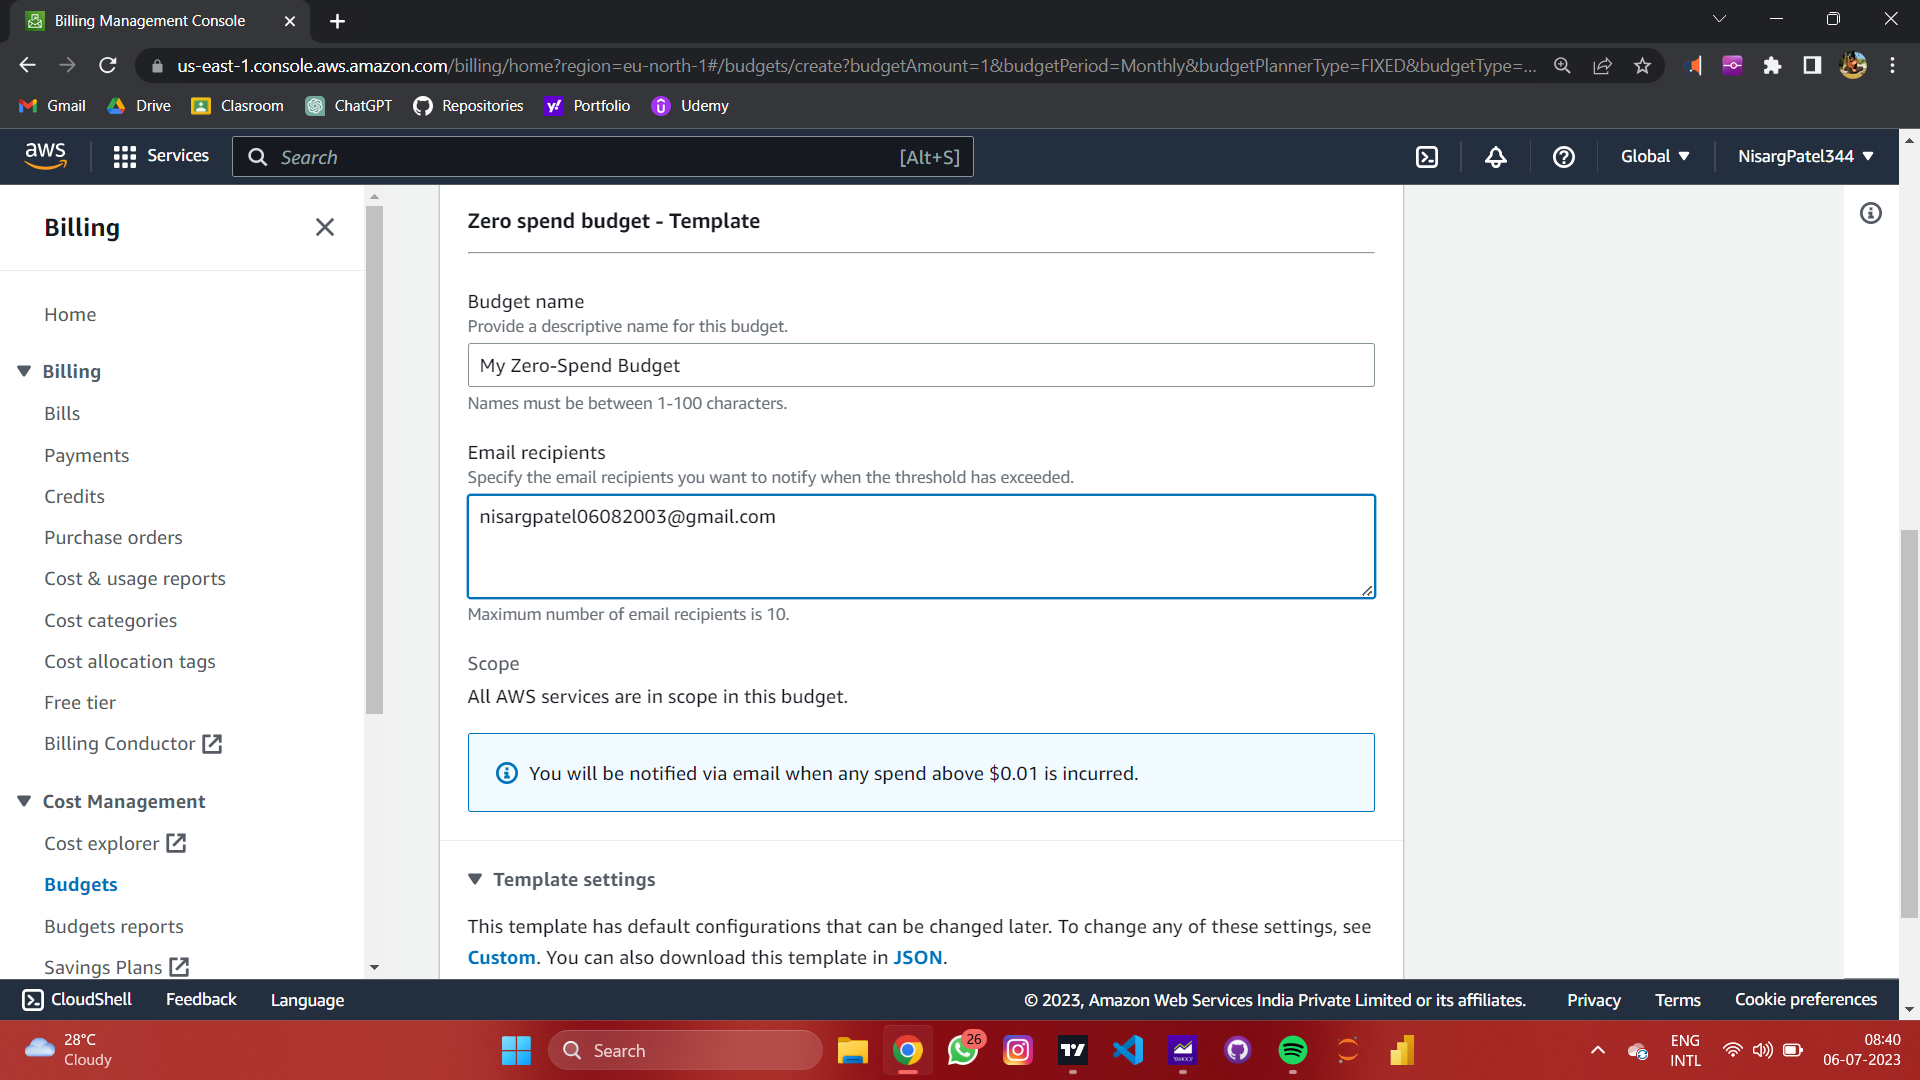 Billing Management Console
us-east-1.console.aws.amazon.com/billing/home?region=eu-north-1#/budgets/create?budgetAmount=1&budgetPeriod=Monthly&budgetPlannerType=FIXED&budgetType=...
Gmail Drive Clasroom ChatGPT Repositories Portfolio Udemy
aws Services Search [Alt+S] Global NisargPatel344
Billing
Home
Billing
Bills
Payments
Credits
Purchase orders
Cost & usage reports
Cost categories
Cost allocation tags
Free tier
Billing Conductor
Cost Management
Cost explorer
Budgets
Budgets reports
Savings Plans
Zero spend budget - Template
Budget name
Provide a descriptive name for this budget.
My Zero-Spend Budget
Names must be between 1-100 characters.
Email recipients
Specify the email recipients you want to notify when the threshold has exceeded.
nisargpatel06082003@gmail.com
Maximum number of email recipients is 10.
Scope
All AWS services are in scope in this budget.
You will be notified via email when any spend above $0.01 is incurred.
Template settings
This template has default configurations that can be changed later. To change any of these settings, see
Custom. You can also download this template in JSON.
CloudShell Feedback Language © 2023, Amazon Web Services India Private Limited or its affiliates. Privacy Terms Cookie preferences
28°C
Cloudy
Search
26
ENG
INTL
08:40
06-07-2023